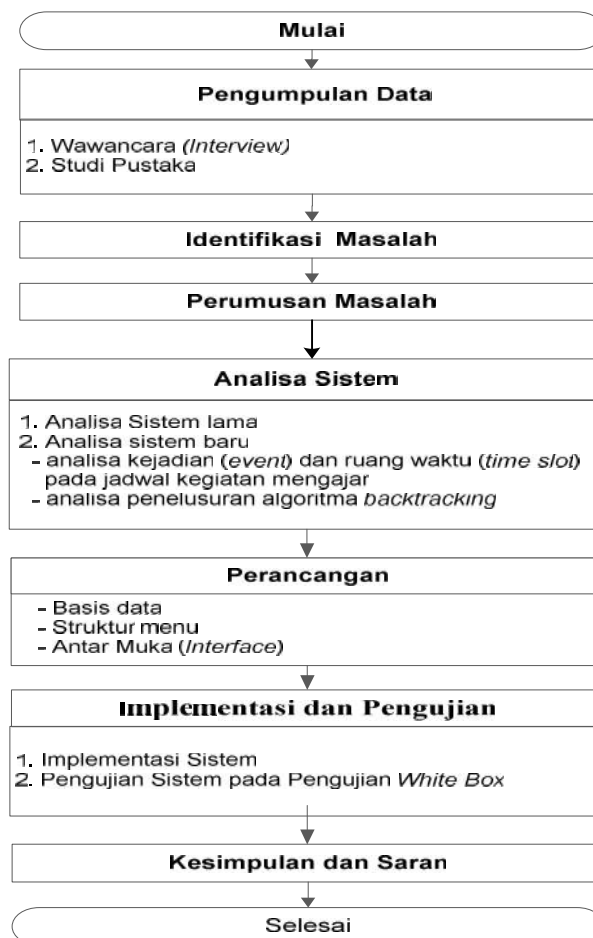 Mulai
Pengumpulan Data
1. Wawancara (Interview)
2. Studi Pustaka
Identifikasi Masalah
Perumusan Masalah
Analisa Sistem
1. Analisa Sistem lama
2. Analisa sistem baru
- analisa kejadian (event) dan ruang waktu (time slot)
pada jadwal kegiatan mengajar
- analisa penelusuran algoritma backtracking
Perancangan
- Basis data
- Struktur menu
- Antar Muka (Interface)
Implementasi dan Pengujian
1. Implementasi Sistem
2. Pengujian Sistem pada Pengujian White Box
Kesimpulan dan Saran
Selesai